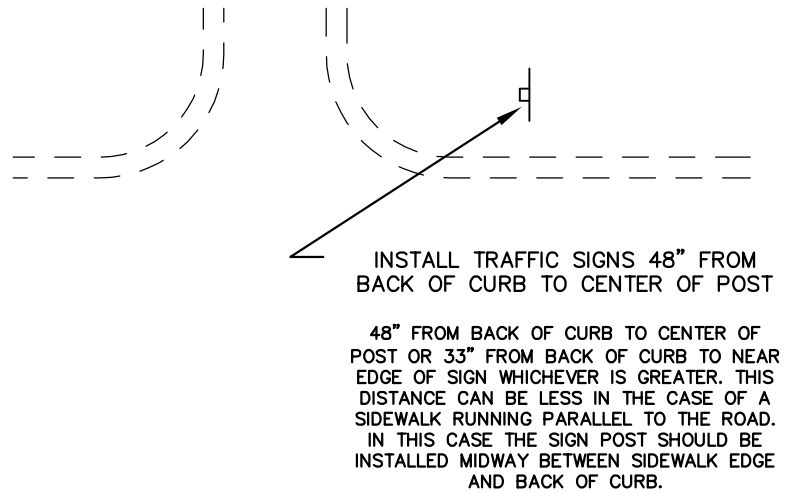 INSTALL TRAFFIC SIGNS 48" FROM
BACK OF CURB TO CENTER OF POST
48" FROM BACK OF CURB TO CENTER OF
POST OR 33" FROM BACK OF CURB TO NEAR
EDGE OF SIGN WHICHEVER IS GREATER. THIS
DISTANCE CAN BE LESS IN THE CASE OF A
SIDEWALK RUNNING PARALLEL TO THE ROAD.
IN THIS CASE THE SIGN POST SHOULD BE
INSTALLED MIDWAY BETWEEN SIDEWALK EDGE
AND BACK OF CURB.